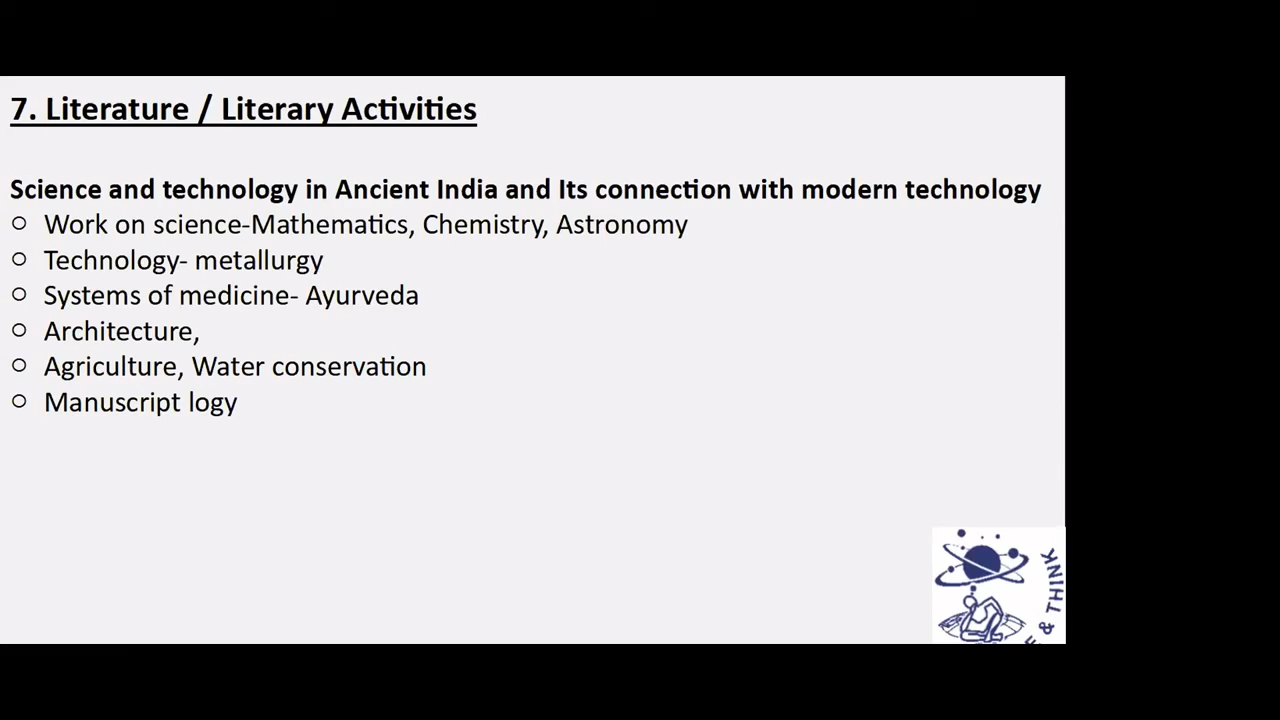 7. Literature / Literary Activities
Science and technology in Ancient India and Its connection with modern technology
○ Work on science-Mathematics, Chemistry, Astronomy
○ Technology- metallurgy
○ Systems of medicine- Ayurveda
○ Architecture,
○ Agriculture, Water conservation
○ Manuscript logy
& THINK